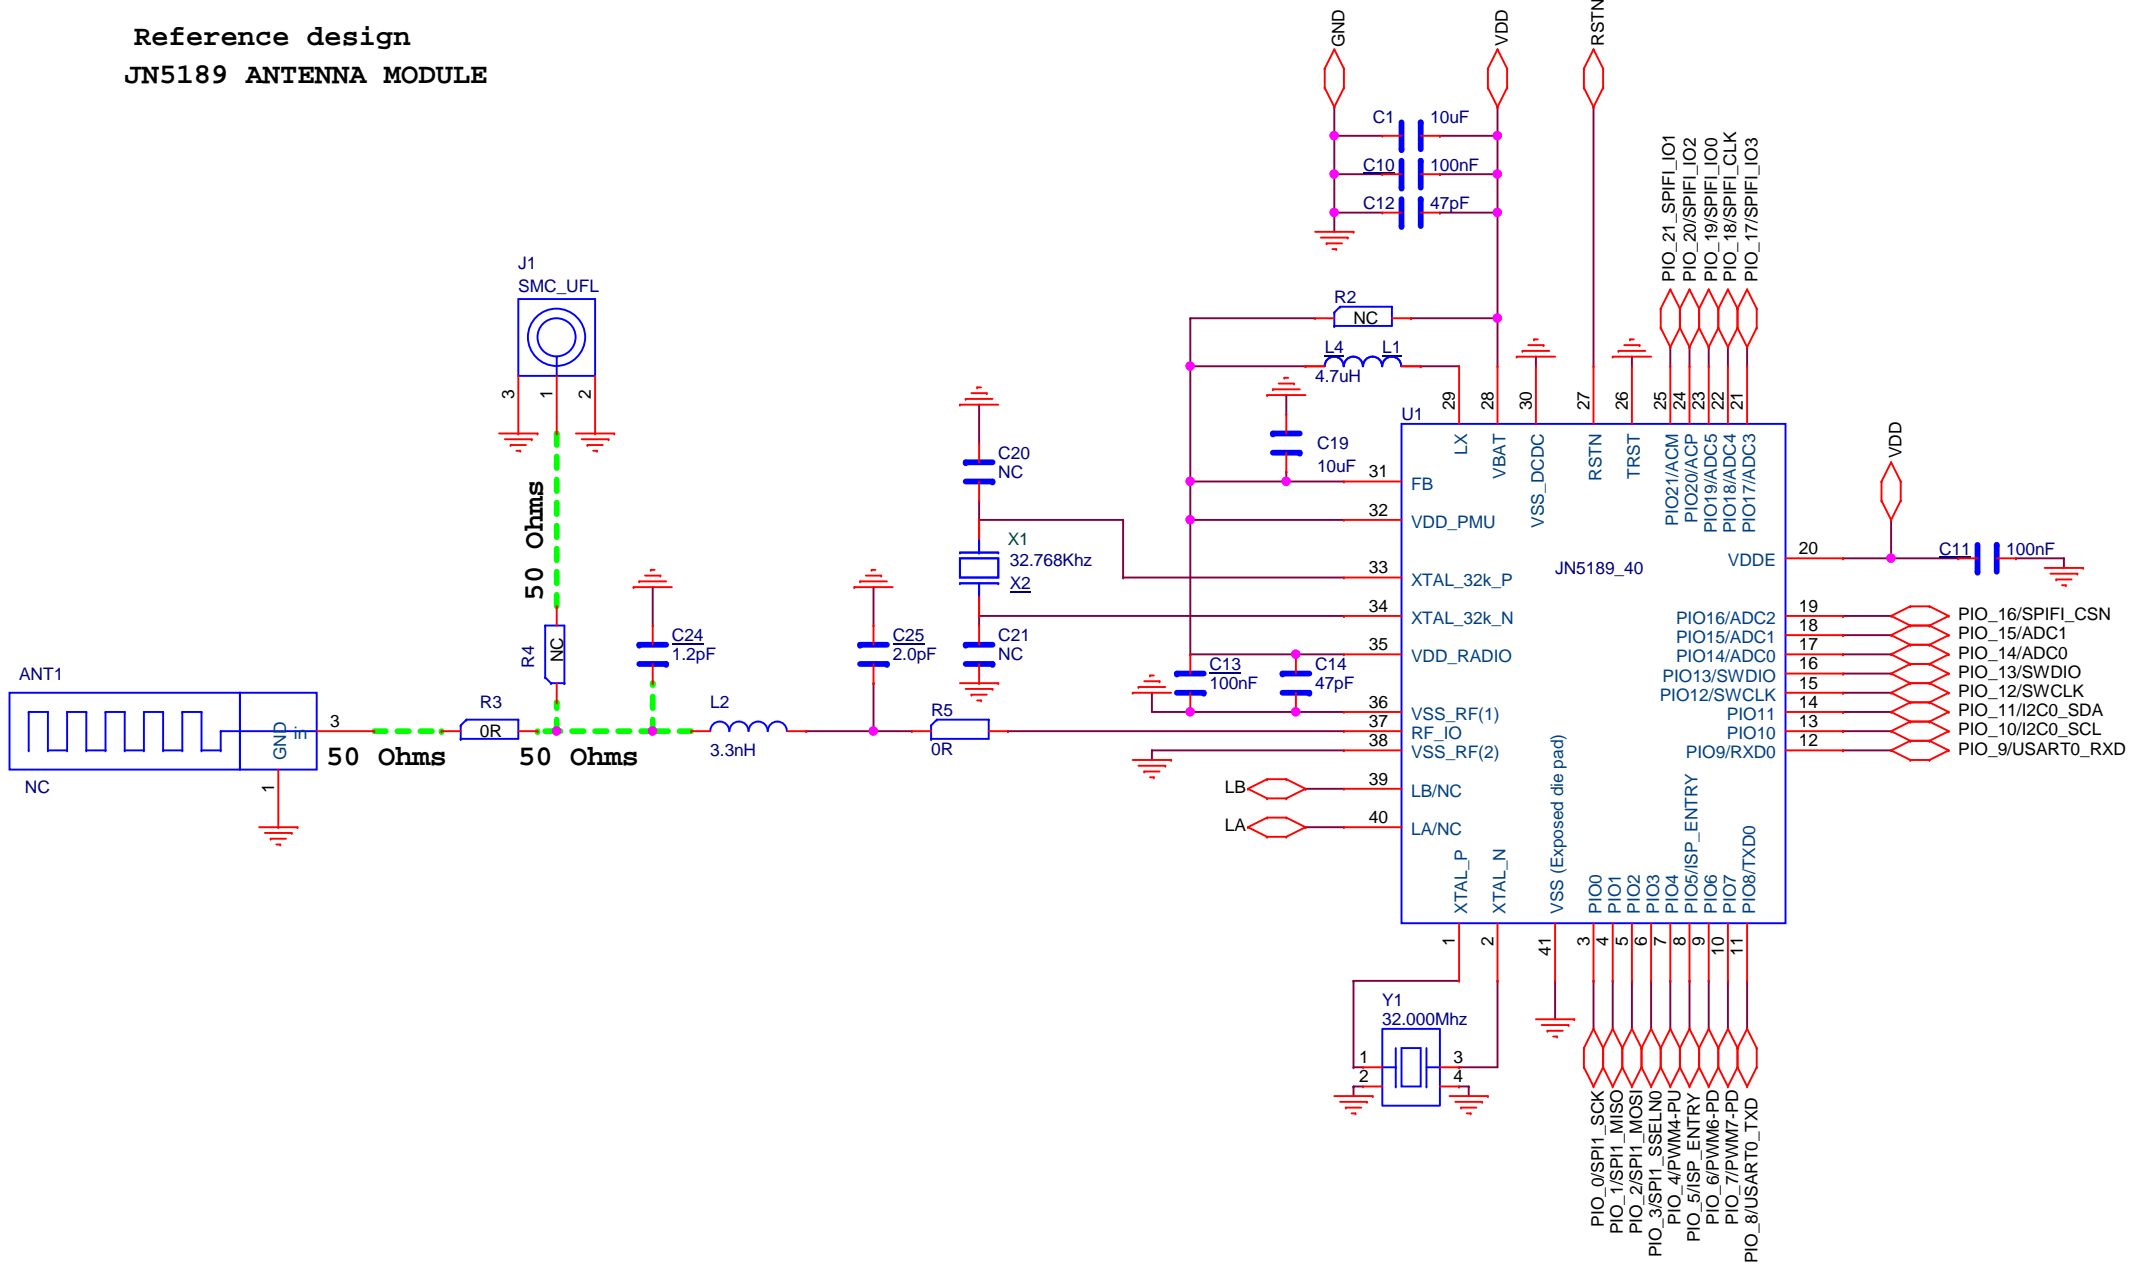 Reference design
JN5189 ANTENNA MODULE
GND
VDD
RSTN
C1
10uF
C10
100nF
C12
47pF
PIO_21_SPIFI_IO1
PIO_20/SPIFI_IO2
PIO_19/SPIFI_IO0
PIO_18/SPIFI_CLK
PIO_17/SPIFI_IO3
J1
SMC_UFL
3
1
2
50 Ohms
R2
NC
L4
L1
4.7uH
29
28
30
27
26
25
24
23
22
21
U1
LX
VBAT
VSS_DCDC
RSTN
TRST
PIO21/ACM
PIO20/ACP
PIO19/ADC5
PIO18/ADC4
PIO17/ADC3
C19
10uF
C20
NC
X1
32.768Khz
X2
C21
NC
31
FB
32
VDD_PMU
33
XTAL_32k_P
34
XTAL_32k_N
35
VDD_RADIO
36
VSS_RF(1)
37
RF_IO
38
VSS_RF(2)
39
LB/NC
40
LA/NC
LB
LA
C13
100nF
C14
47pF
JN5189_40
VDD
VDDE
20
C11
100nF
PIO16/ADC2
19
PIO_16/SPIFI_CSN
PIO15/ADC1
18
PIO_15/ADC1
PIO14/ADC0
17
PIO_14/ADC0
PIO13/SWDIO
16
PIO_13/SWDIO
PIO12/SWCLK
15
PIO_12/SWCLK
PIO11
14
PIO_11/I2C0_SDA
PIO10
13
PIO_10/I2C0_SCL
PIO9/RXD0
12
PIO_9/USART0_RXD
R4
NC
C24
1.2pF
C25
2.0pF
ANT1
GND
in
3
1
NC
50 Ohms
R3
0R
50 Ohms
L2
3.3nH
R5
0R
XTAL_P
XTAL_N
VSS (Exposed die pad)
PIO0
PIO1
PIO2
PIO3
PIO4
PIO5/ISP_ENTRY
PIO6
PIO7
PIO8/TXD0
1
2
41
3
4
5
6
7
8
9
10
11
Y1
32.000Mhz
1
2
3
4
PIO_0/SPI1_SCK
PIO_1/SPI1_MISO
PIO_2/SPI1_MOSI
PIO_3/SPI1_SSELN0
PIO_4/PWM4-PU
PIO_5/ISP_ENTRY
PIO_6/PWM6-PD
PIO_7/PWM7-PD
PIO_8/USART0_TXD